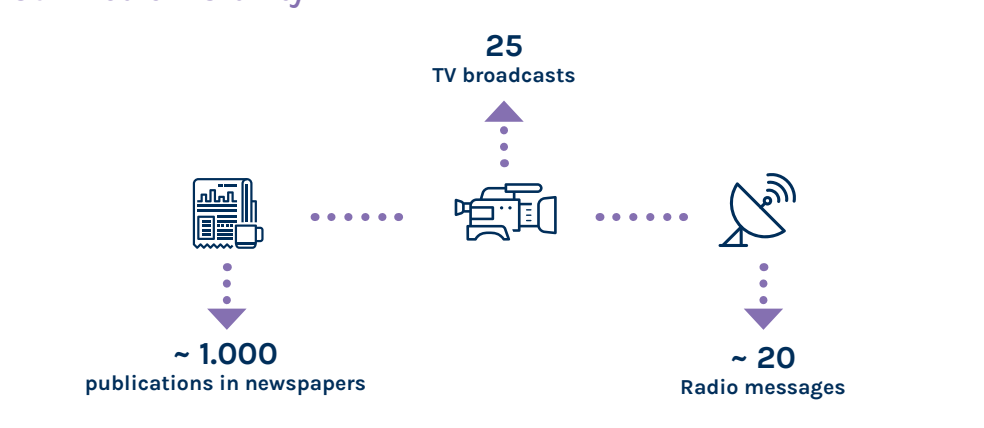 25
TV broadcasts
~ 1.000
publications in newspapers
~ 20
Radio messages